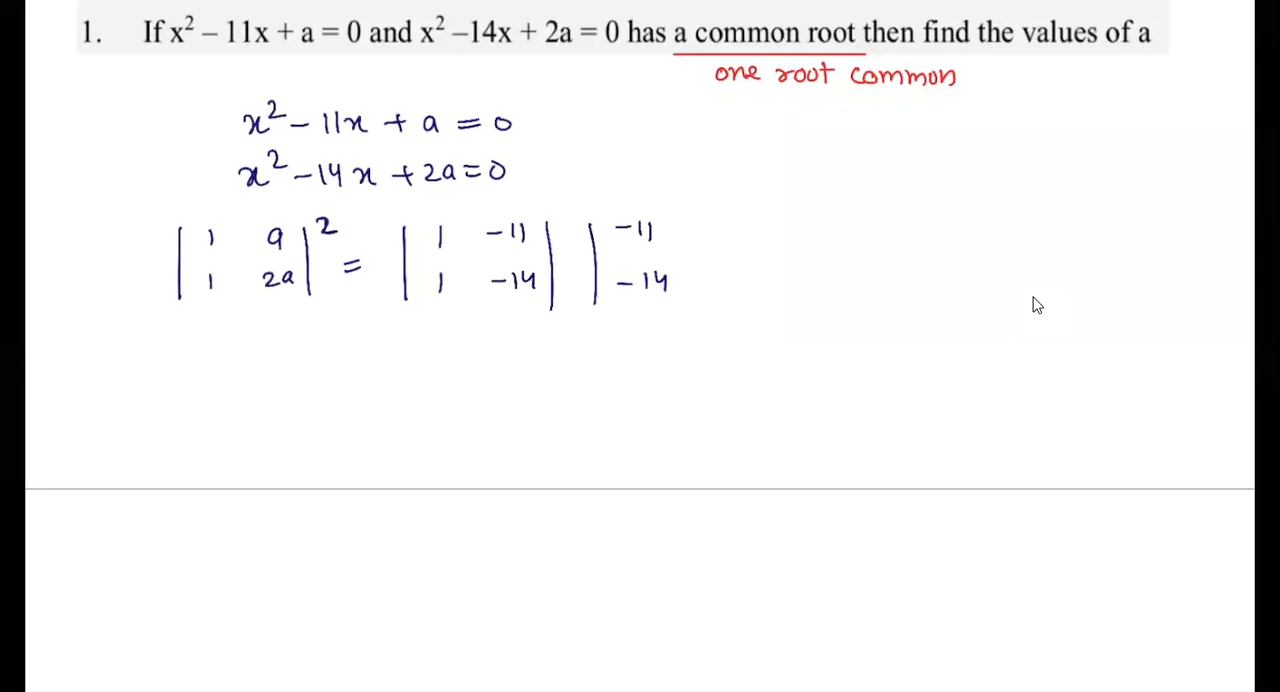 1. If x² – 11x + a = 0 and x² –14x + 2a = 0 has a common root then find the values of a
one root common
x² – 11x + a = 0
x² – 14x + 2a = 0
| 1 a |² = | 1 -11 | | -11
| 1 2a | | 1 -14 | | -14